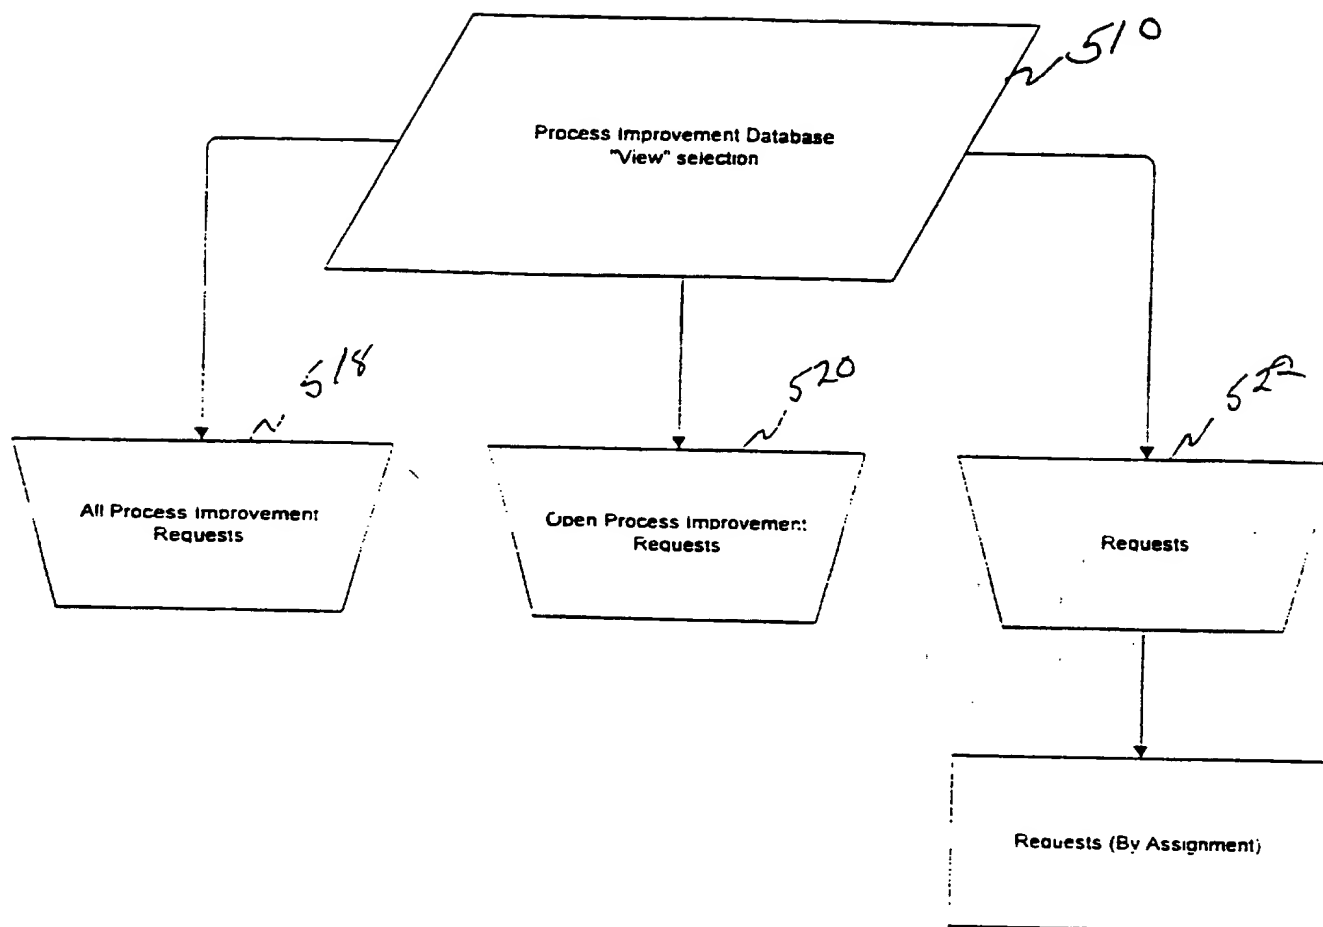 510
Process Improvement Database
"View" selection
518
520
522
All Process Improvement
Requests
Open Process Improvement
Requests
Requests
Requests (By Assignment)